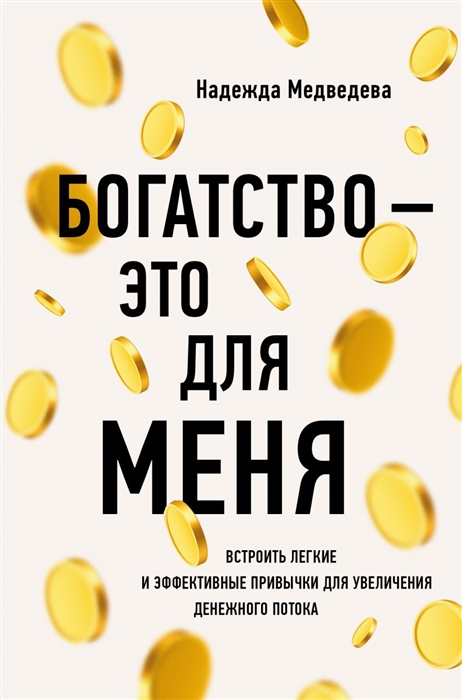 Надежда Медведева
БОГАТСТВО –
ЭТО
ДЛЯ
МЕНЯ
ВСТРОИТЬ ЛЕГКИЕ
И ЭФФЕКТИВНЫЕ ПРИВЫЧКИ ДЛЯ УВЕЛИЧЕНИЯ
ДЕНЕЖНОГО ПОТОКА